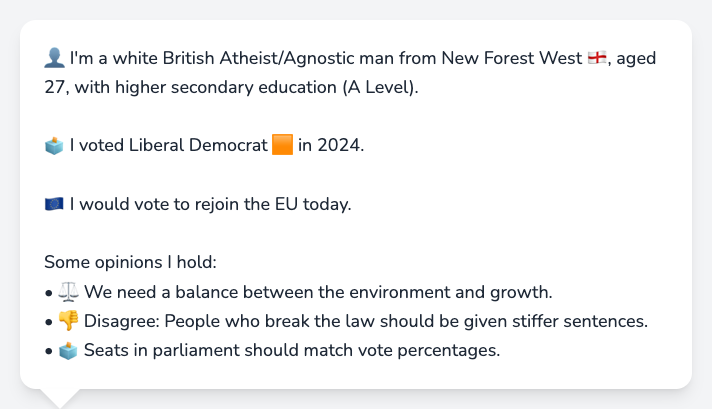 👤 I'm a white British Atheist/Agnostic man from New Forest West 🏴󠁧󠁢󠁥󠁮󠁧󠁿, aged
27, with higher secondary education (A Level).
🗳️ I voted Liberal Democrat 🟧 in 2024.
🇪🇺 I would vote to rejoin the EU today.
Some opinions I hold:
• ⚖️ We need a balance between the environment and growth.
• 👎 Disagree: People who break the law should be given stiffer sentences.
• 🗳️ Seats in parliament should match vote percentages.